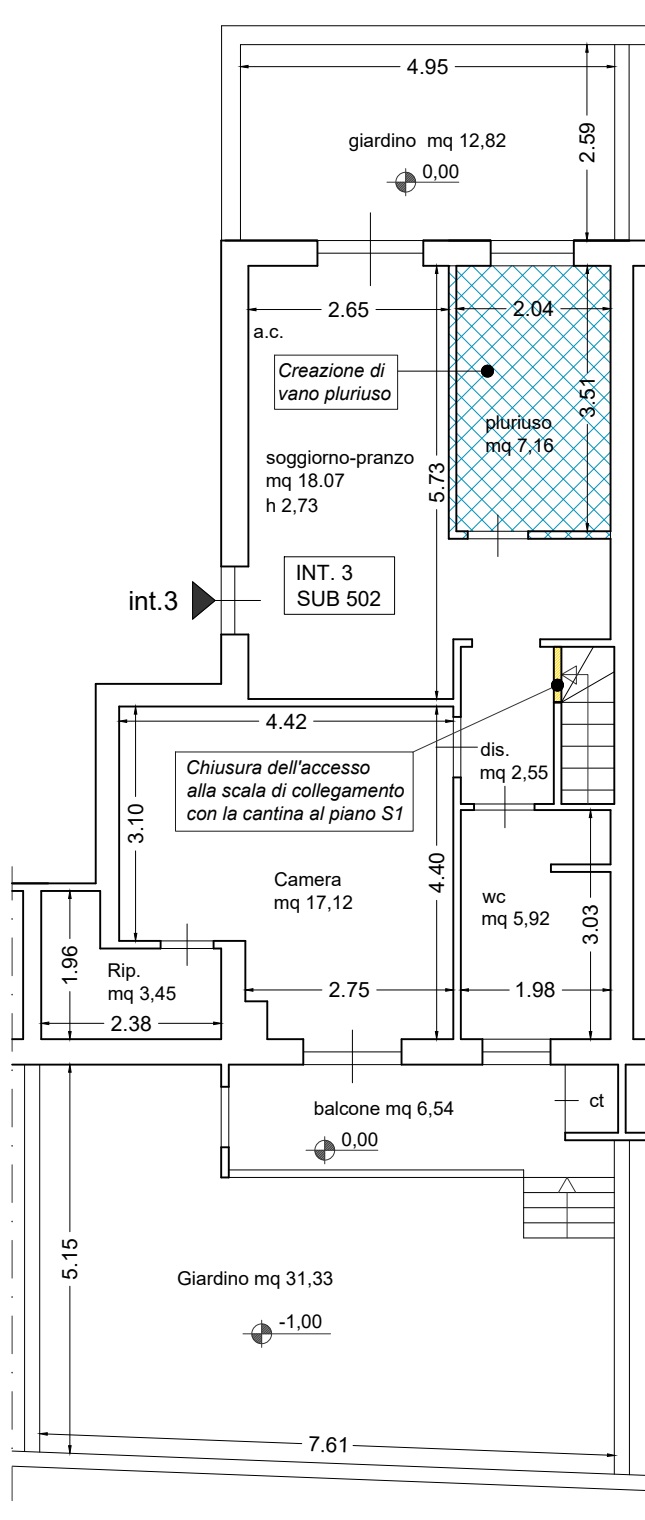 4.95
2.59
giardino mq 12,82
0,00
2.65
2.04
a.c.
Creazione di
vano pluriuso
3.51
pluriuso
mq 7,16
soggiorno-pranzo
mq 18.07
h 2,73
5.73
INT. 3
SUB 502
int.3
4.42
dis.
mq 2,55
Chiusura dell'accesso
alla scala di collegamento
con la cantina al piano S1
3.10
4.40
Camera
mq 17,12
wc
mq 5,92
3.03
1.96
Rip.
mq 3,45
2.38
2.75
1.98
balcone mq 6,54
ct
0,00
5.15
Giardino mq 31,33
-1,00
7.61